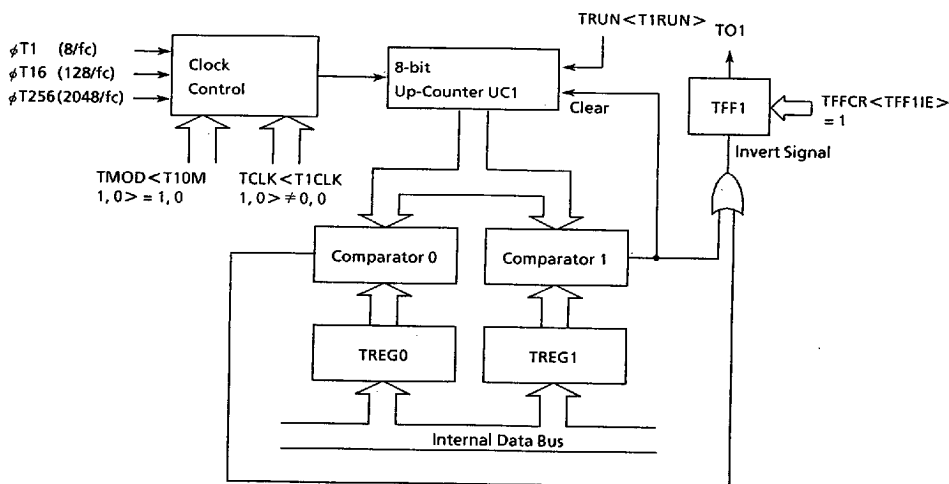 TRUN<T1RUN>
TO1
φT1 (8/fc)
φT16 (128/fc)
φT256 (2048/fc)
Clock
Control
8-bit
Up-Counter UC1
Clear
TFF1
TFFCR<TFF1IE>
= 1
Invert Signal
TMOD<T10M
1, 0> = 1, 0
TCLK<T1CLK
1, 0> ≠ 0, 0
Comparator 0
Comparator 1
TREG0
TREG1
Internal Data Bus